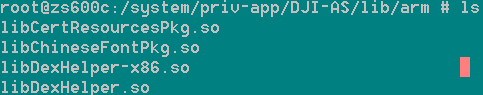 root@zs600c:/system/priv-app/DJI-AS/lib/arm # ls
libCertResourcesPkg.so
libChineseFontPkg.so
libDexHelper-x86.so
libDexHelper.so